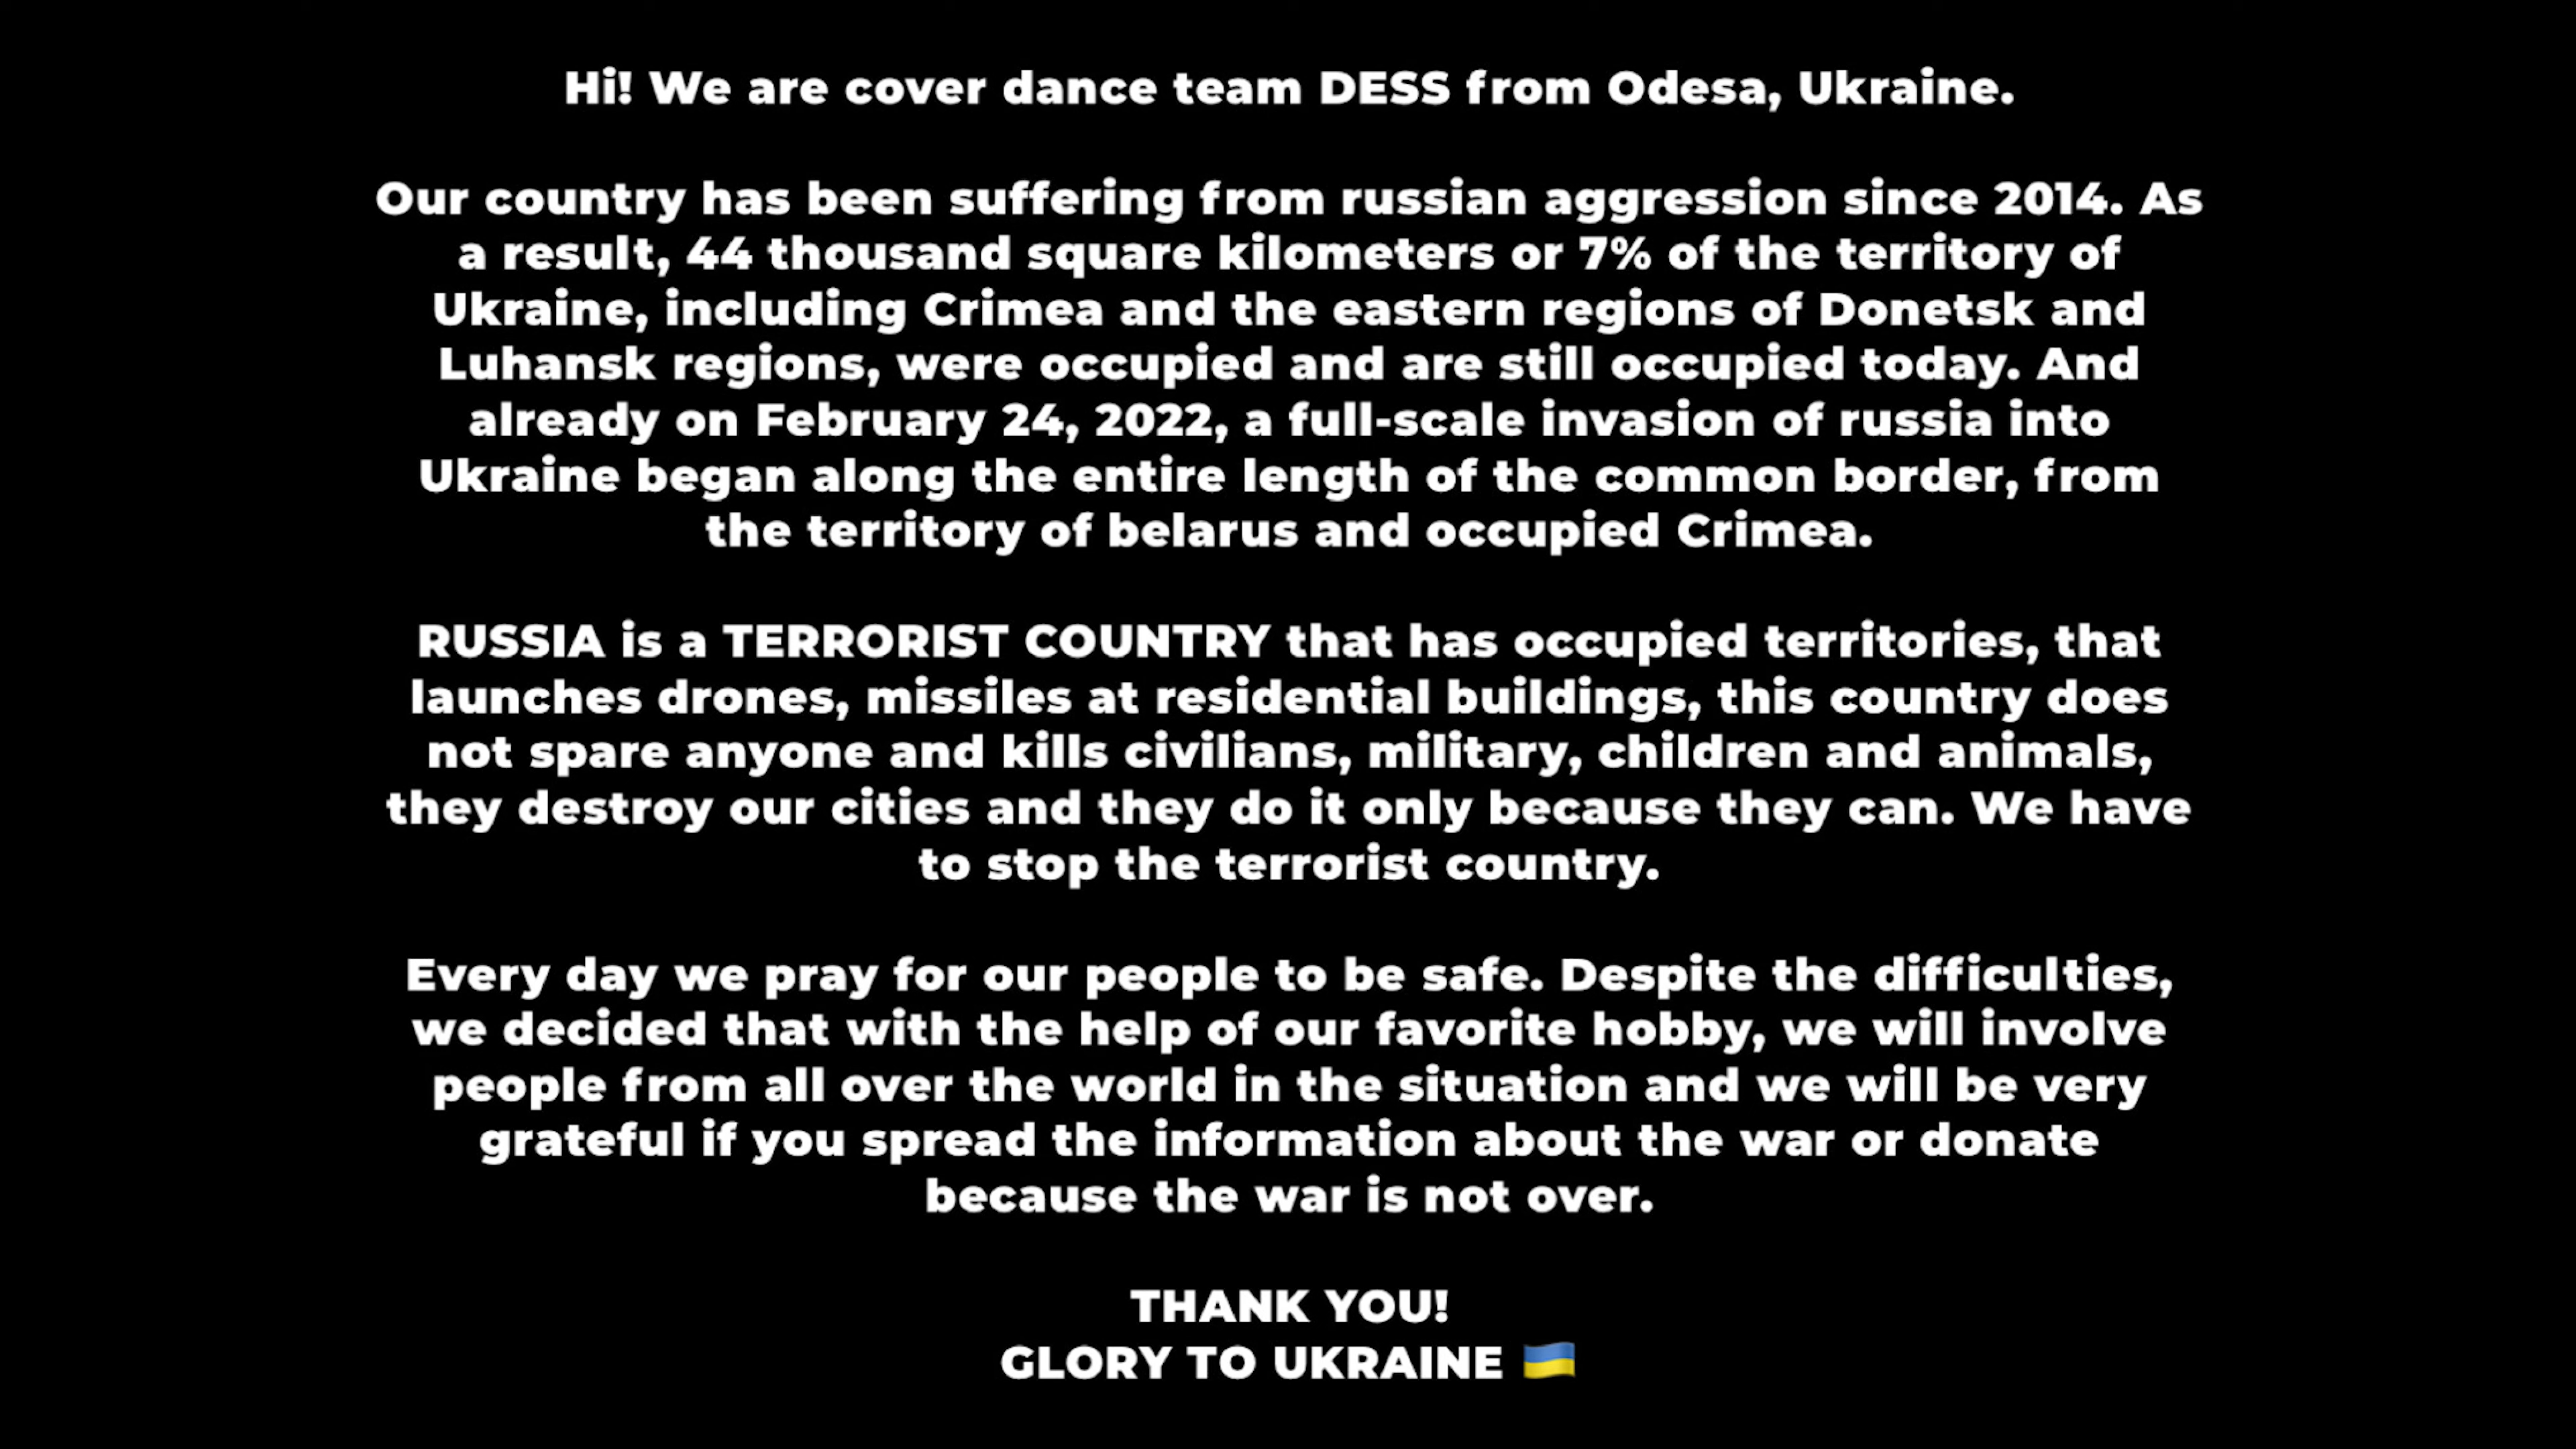 Hi! We are cover dance team DESS from Odesa, Ukraine.
Our country has been suffering from russian aggression since 2014. As
a result, 44 thousand square kilometers or 7% of the territory of
Ukraine, including Crimea and the eastern regions of Donetsk and
Luhansk regions, were occupied and are still occupied today. And
already on February 24, 2022, a full-scale invasion of russia into
Ukraine began along the entire length of the common border, from
the territory of belarus and occupied Crimea.
RUSSIA is a TERRORIST COUNTRY that has occupied territories, that
launches drones, missiles at residential buildings, this country does
not spare anyone and kills civilians, military, children and animals,
they destroy our cities and they do it only because they can. We have
to stop the terrorist country.
Every day we pray for our people to be safe. Despite the difficulties,
we decided that with the help of our favorite hobby, we will involve
people from all over the world in the situation and we will be very
grateful if you spread the information about the war or donate
because the war is not over.
THANK YOU!
GLORY TO UKRAINE 🇺🇦